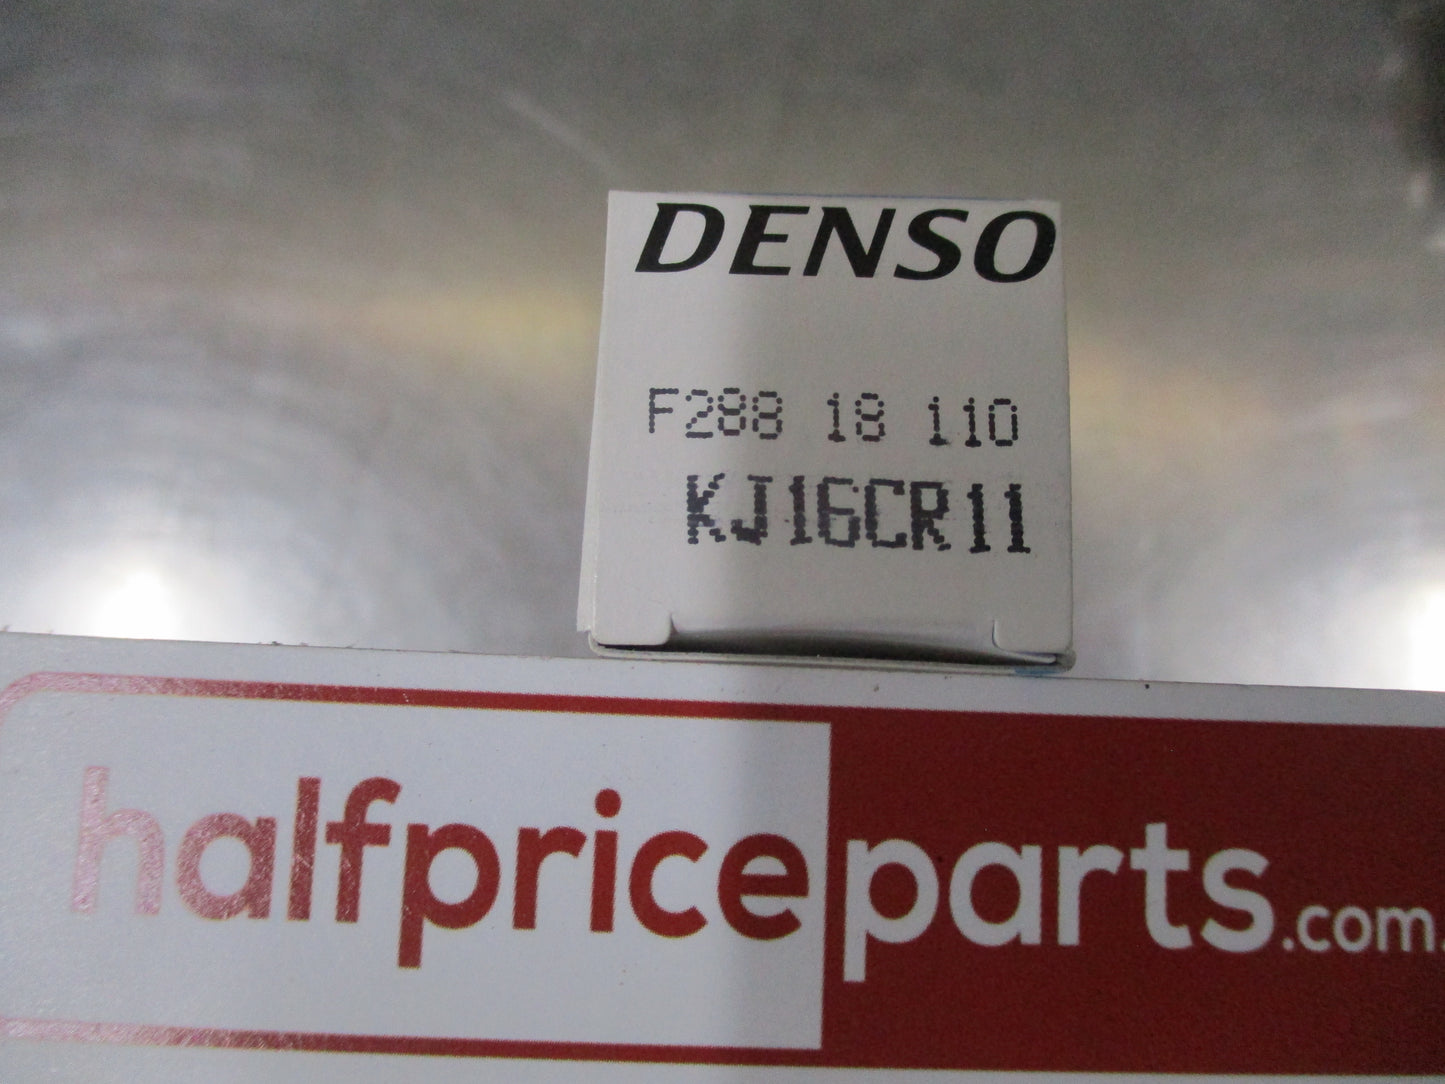 DENSO
F288 18 110
KJ16CR11
halfpriceparts.com.